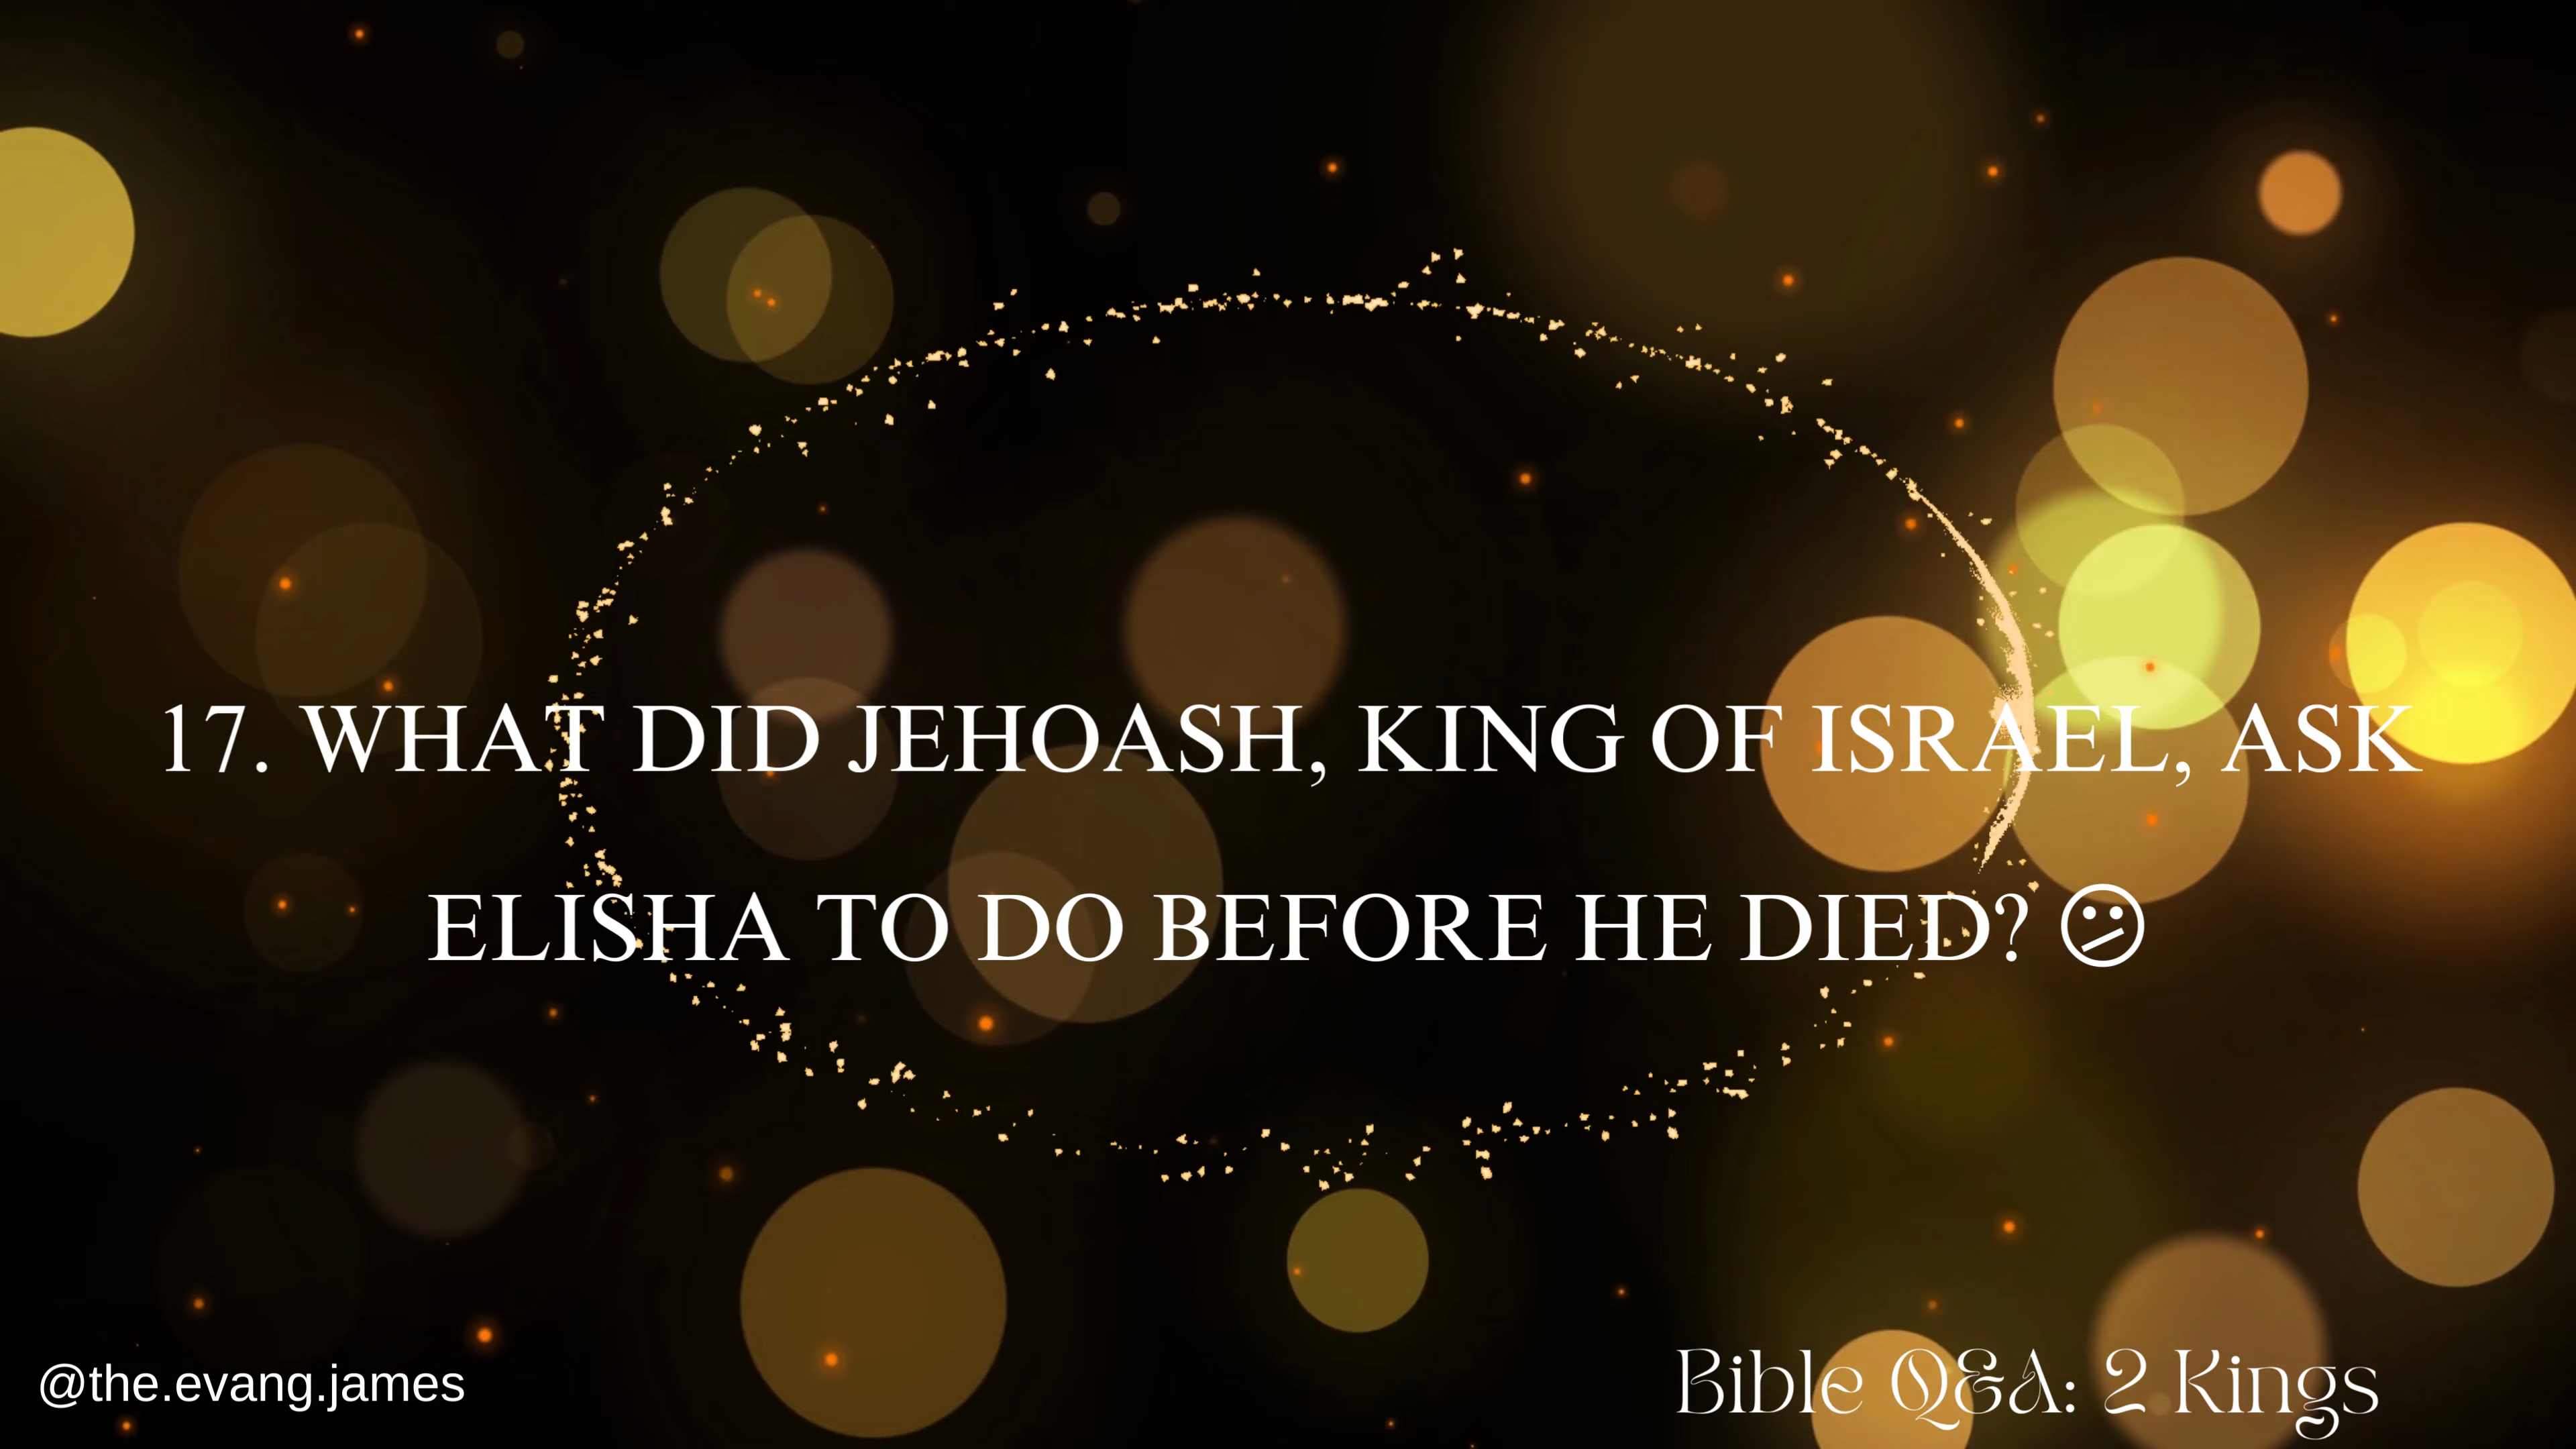 17. WHAT DID JEHOASH, KING OF ISRAEL, ASK
ELISHA TO DO BEFORE HE DIED? 🫤
@the.evang.james
Bible Q&A: 2 Kings